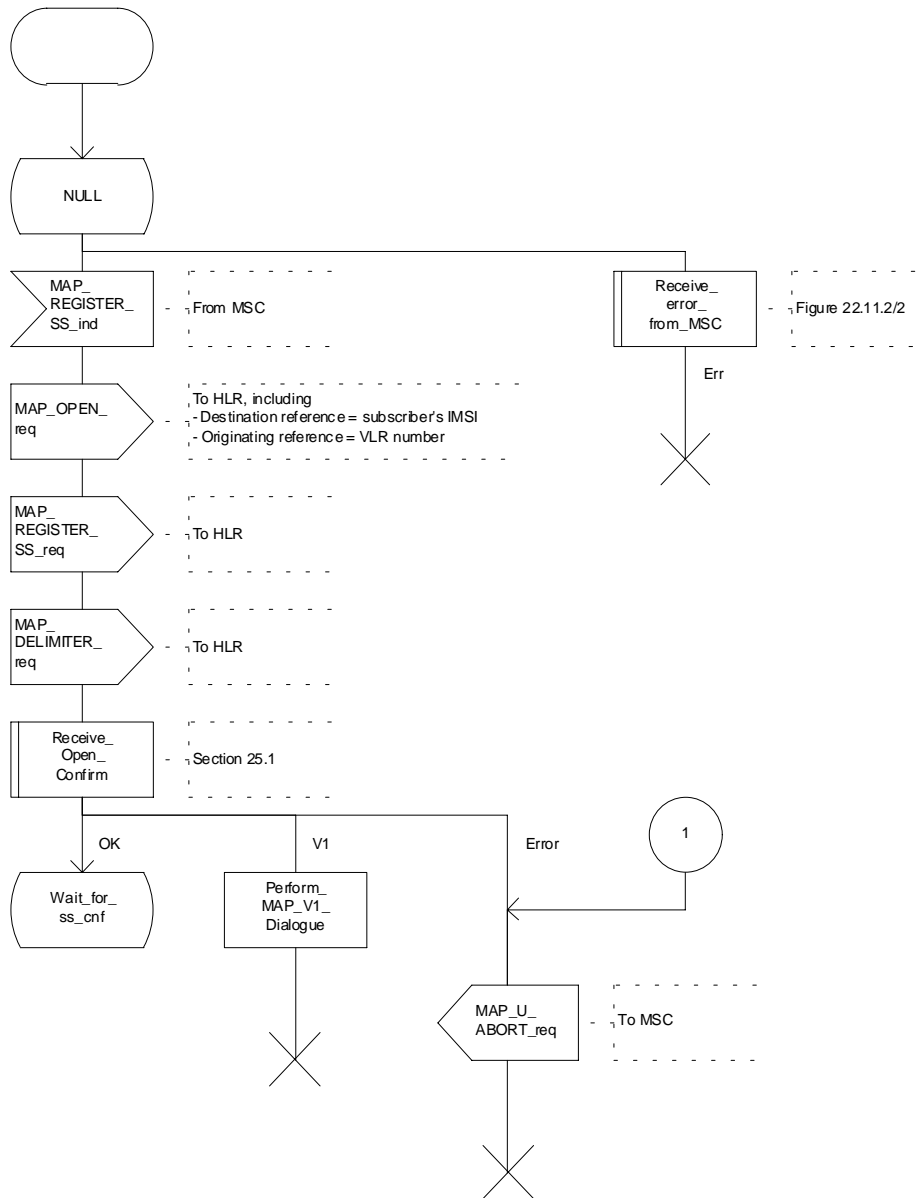 NULL
MAP_
REGISTER_
SS_ind
From MSC
Receive_
error_
from_MSC
Figure 22.11.2/2
Err
MAP_OPEN_
req
To HLR, including
- Destination reference = subscriber's IMSI
- Originating reference = VLR number
MAP_
REGISTER_
SS_req
To HLR
MAP_
DELIMITER_
req
To HLR
Receive_
Open_
Confirm
Section 25.1
OK
V1
Error
1
Wait_for_
ss_cnf
Perform_
MAP_V1_
Dialogue
MAP_U_
ABORT_req
To MSC